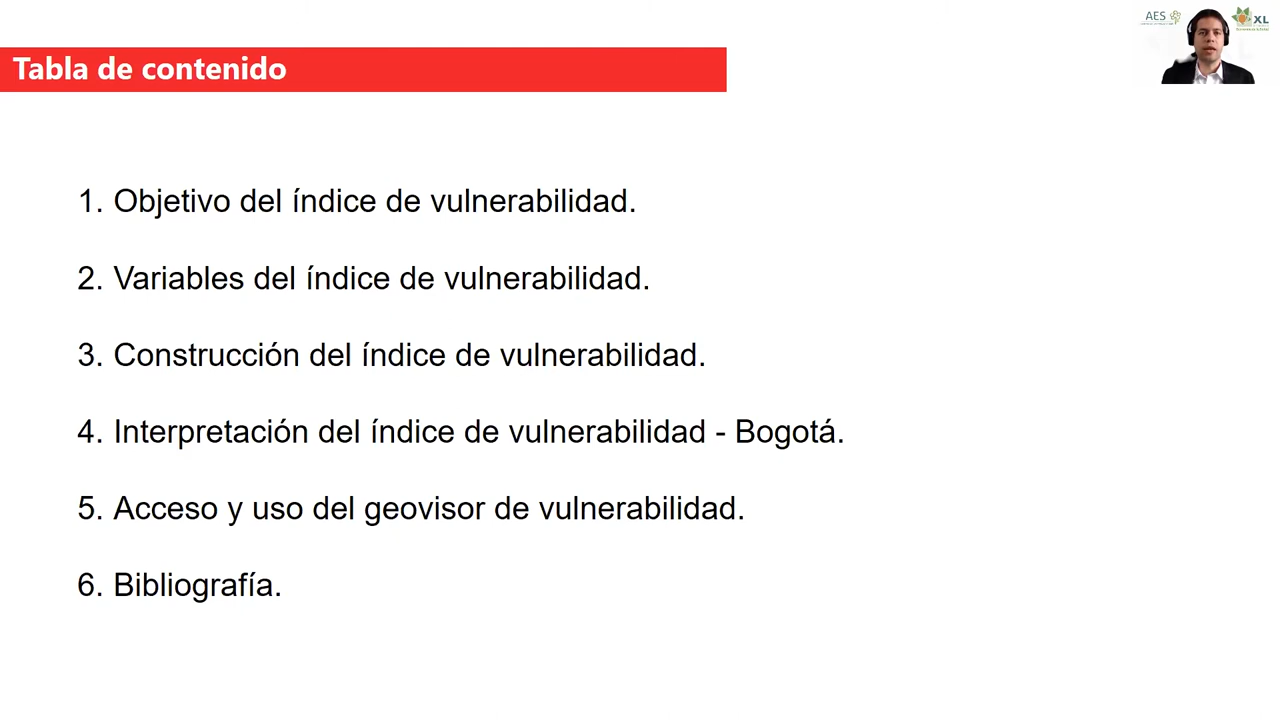 AES
XL
Tabla de contenido
1. Objetivo del índice de vulnerabilidad.
2. Variables del índice de vulnerabilidad.
3. Construcción del índice de vulnerabilidad.
4. Interpretación del índice de vulnerabilidad - Bogotá.
5. Acceso y uso del geovisor de vulnerabilidad.
6. Bibliografía.